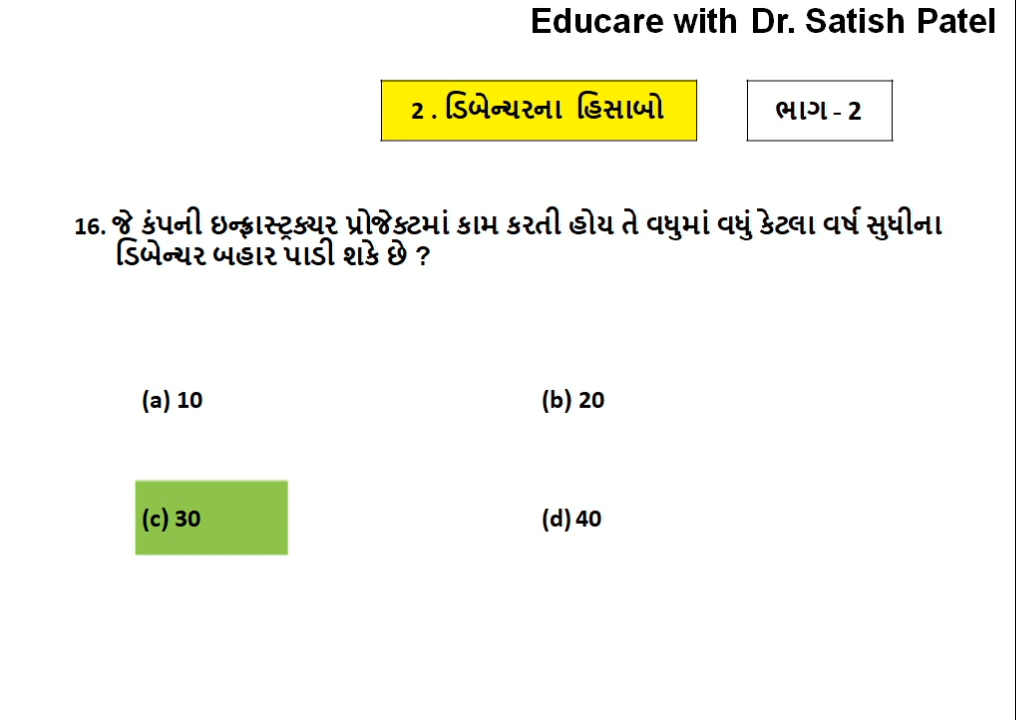 Educare with Dr. Satish Patel
2 . ડિબેન્ચરના હિસાબો
ભાગ - 2
16. જે કંપની ઇન્ફ્રાસ્ટ્રક્ચર પ્રોજેક્ટમાં કામ કરતી હોય તે વધુમાં વધું કેટલા વર્ષ સુધીના
ડિબેન્ચર બહાર પાડી શકે છે ?
(a) 10
(b) 20
(c) 30
(d) 40